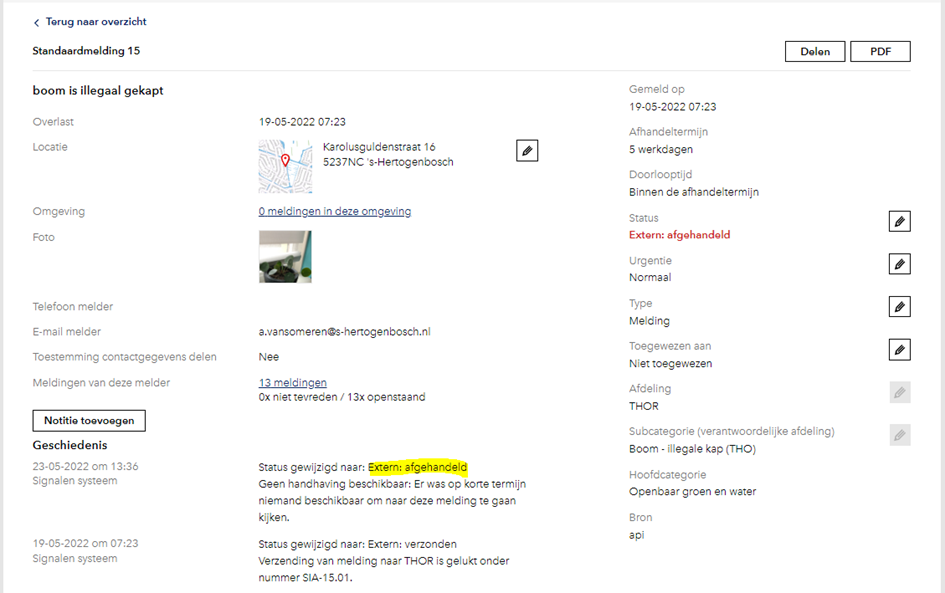 Terug naar overzicht
Standaardmelding 15
Delen
PDF
boom is illegaal gekapt
Overlast
19-05-2022 07:23
Locatie
Karolusguldenstraat 16
5237NC 's-Hertogenbosch
Omgeving
0 meldingen in deze omgeving
Foto
Telefoon melder
E-mail melder
a.vansomeren@s-hertogenbosch.nl
Toestemming contactgegevens delen
Nee
Meldingen van deze melder
13 meldingen
0x niet tevreden / 13x openstaand
Notitie toevoegen
Geschiedenis
23-05-2022 om 13:36
Signalen systeem
Status gewijzigd naar: Extern: afgehandeld
Geen handhaving beschikbaar: Er was op korte termijn
niemand beschikbaar om naar deze melding te gaan
kijken.
19-05-2022 om 07:23
Signalen systeem
Status gewijzigd naar: Extern: verzonden
Verzending van melding naar THOR is gelukt onder
nummer SIA-15.01.
Gemeld op
19-05-2022 07:23
Afhandeltermijn
5 werkdagen
Doorlooptijd
Binnen de afhandeltermijn
Status
Extern: afgehandeld
Urgentie
Normaal
Type
Melding
Toegewezen aan
Niet toegewezen
Afdeling
THOR
Subcategorie (verantwoordelijke afdeling)
Boom - illegale kap (THO)
Hoofdcategorie
Openbaar groen en water
Bron
api